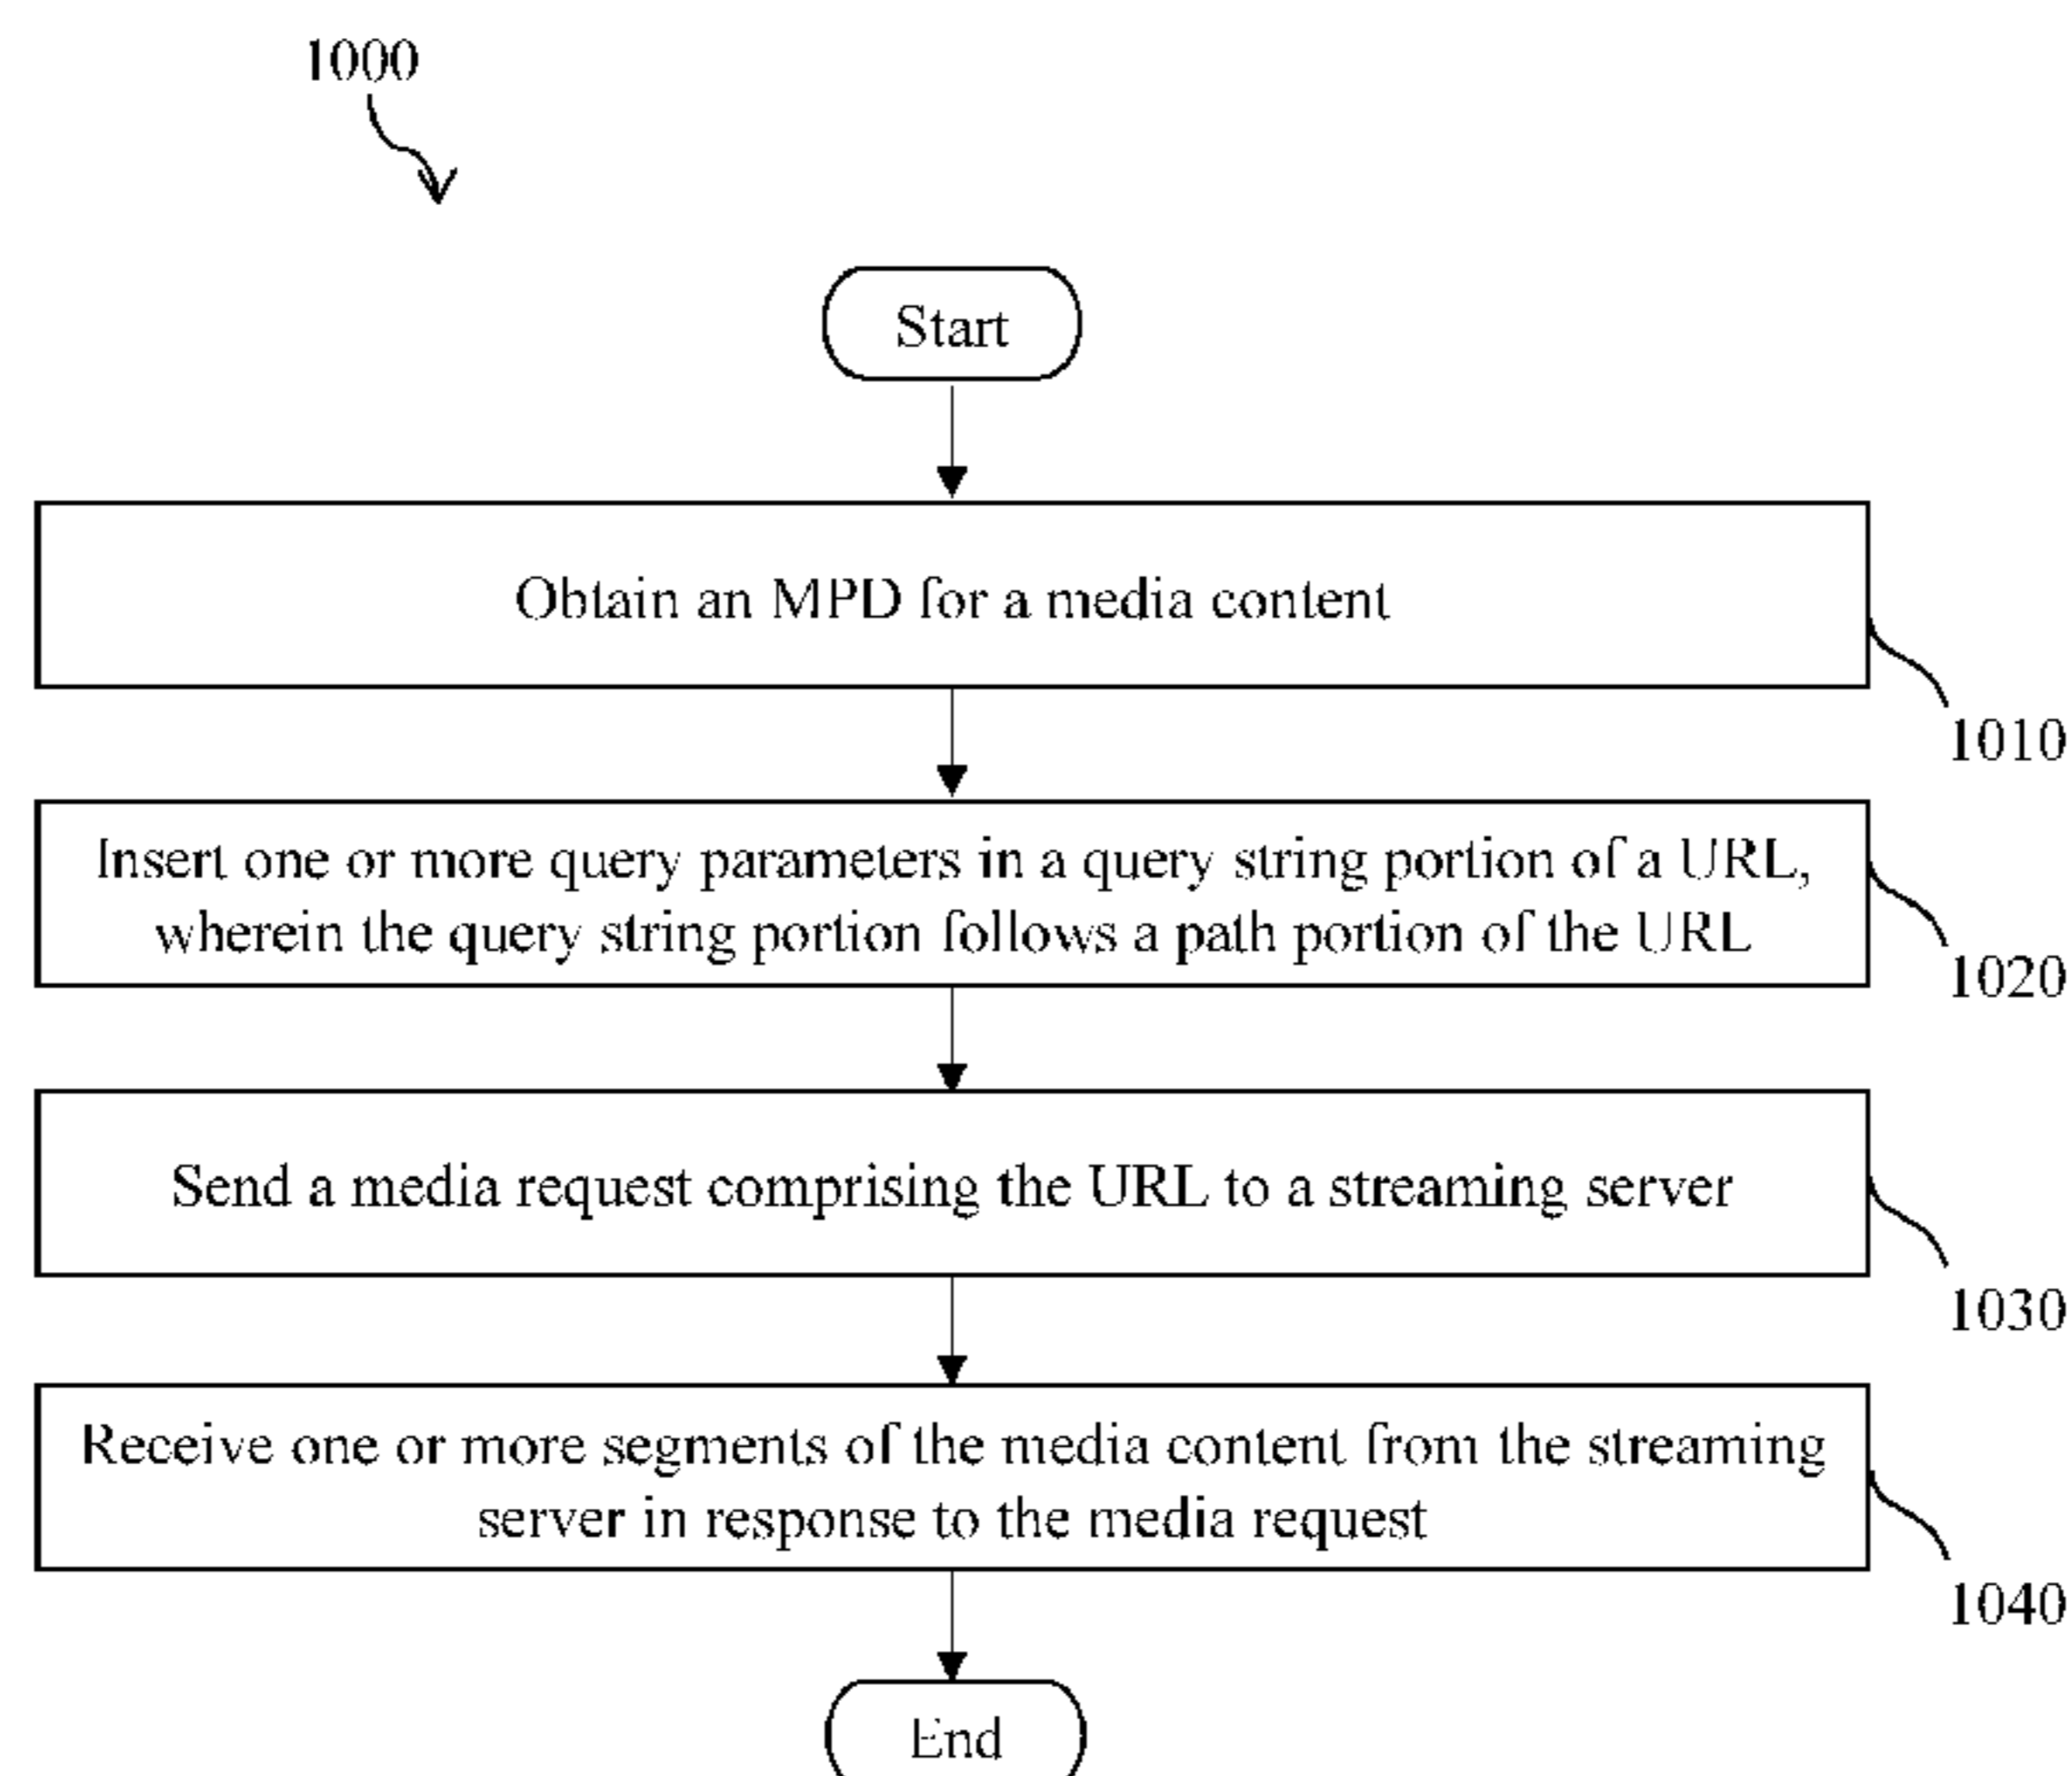 1000
Start
Obtain an MPD for a media content
1010
Insert one or more query parameters in a query string portion of a URL,
wherein the query string portion follows a path portion of the URL
1020
Send a media request comprising the URL to a streaming server
1030
Receive one or more segments of the media content from the streaming
server in response to the media request
1040
End